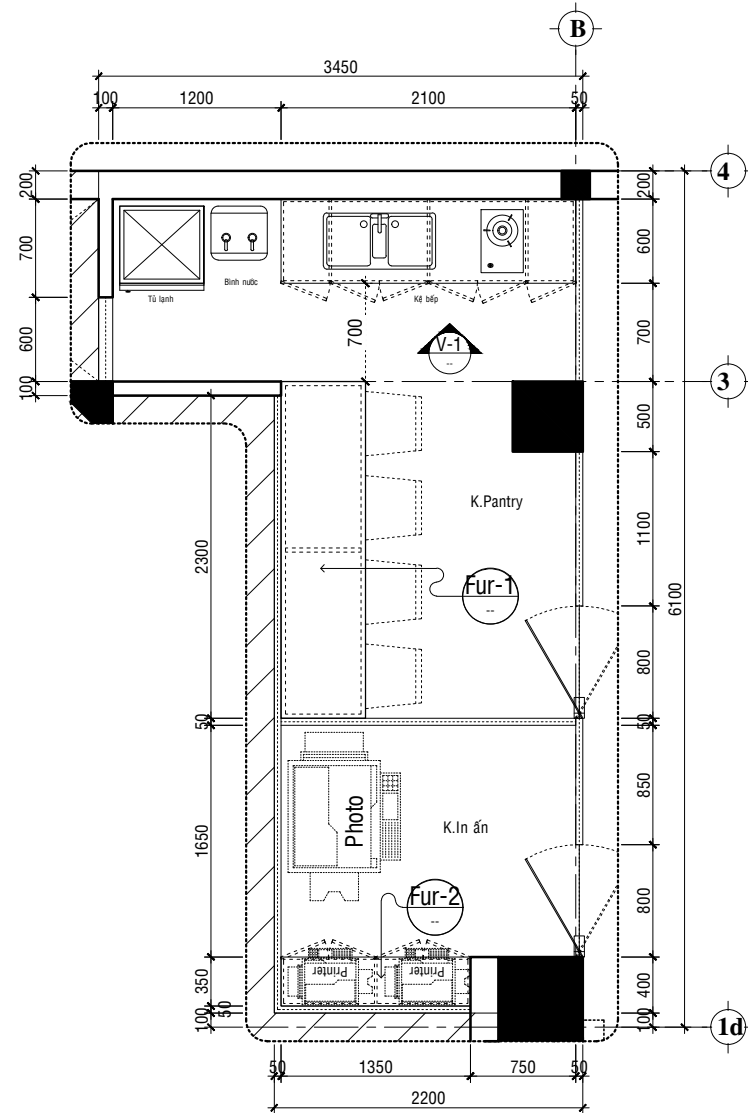 B
3450
100 1200 2100 50
4
200
200
700
600
Tủ lạnh
Bình nước
Kệ bếp
600
700
700
V-1
--
100
3
500
K.Pantry
2300
1100
6100
Fur-1
--
800
50
50
850
Photo
K.In ấn
1650
Fur-2
--
800
Printer
Printer
350
400
50
100
100
1d
50 1350 750 50
2200